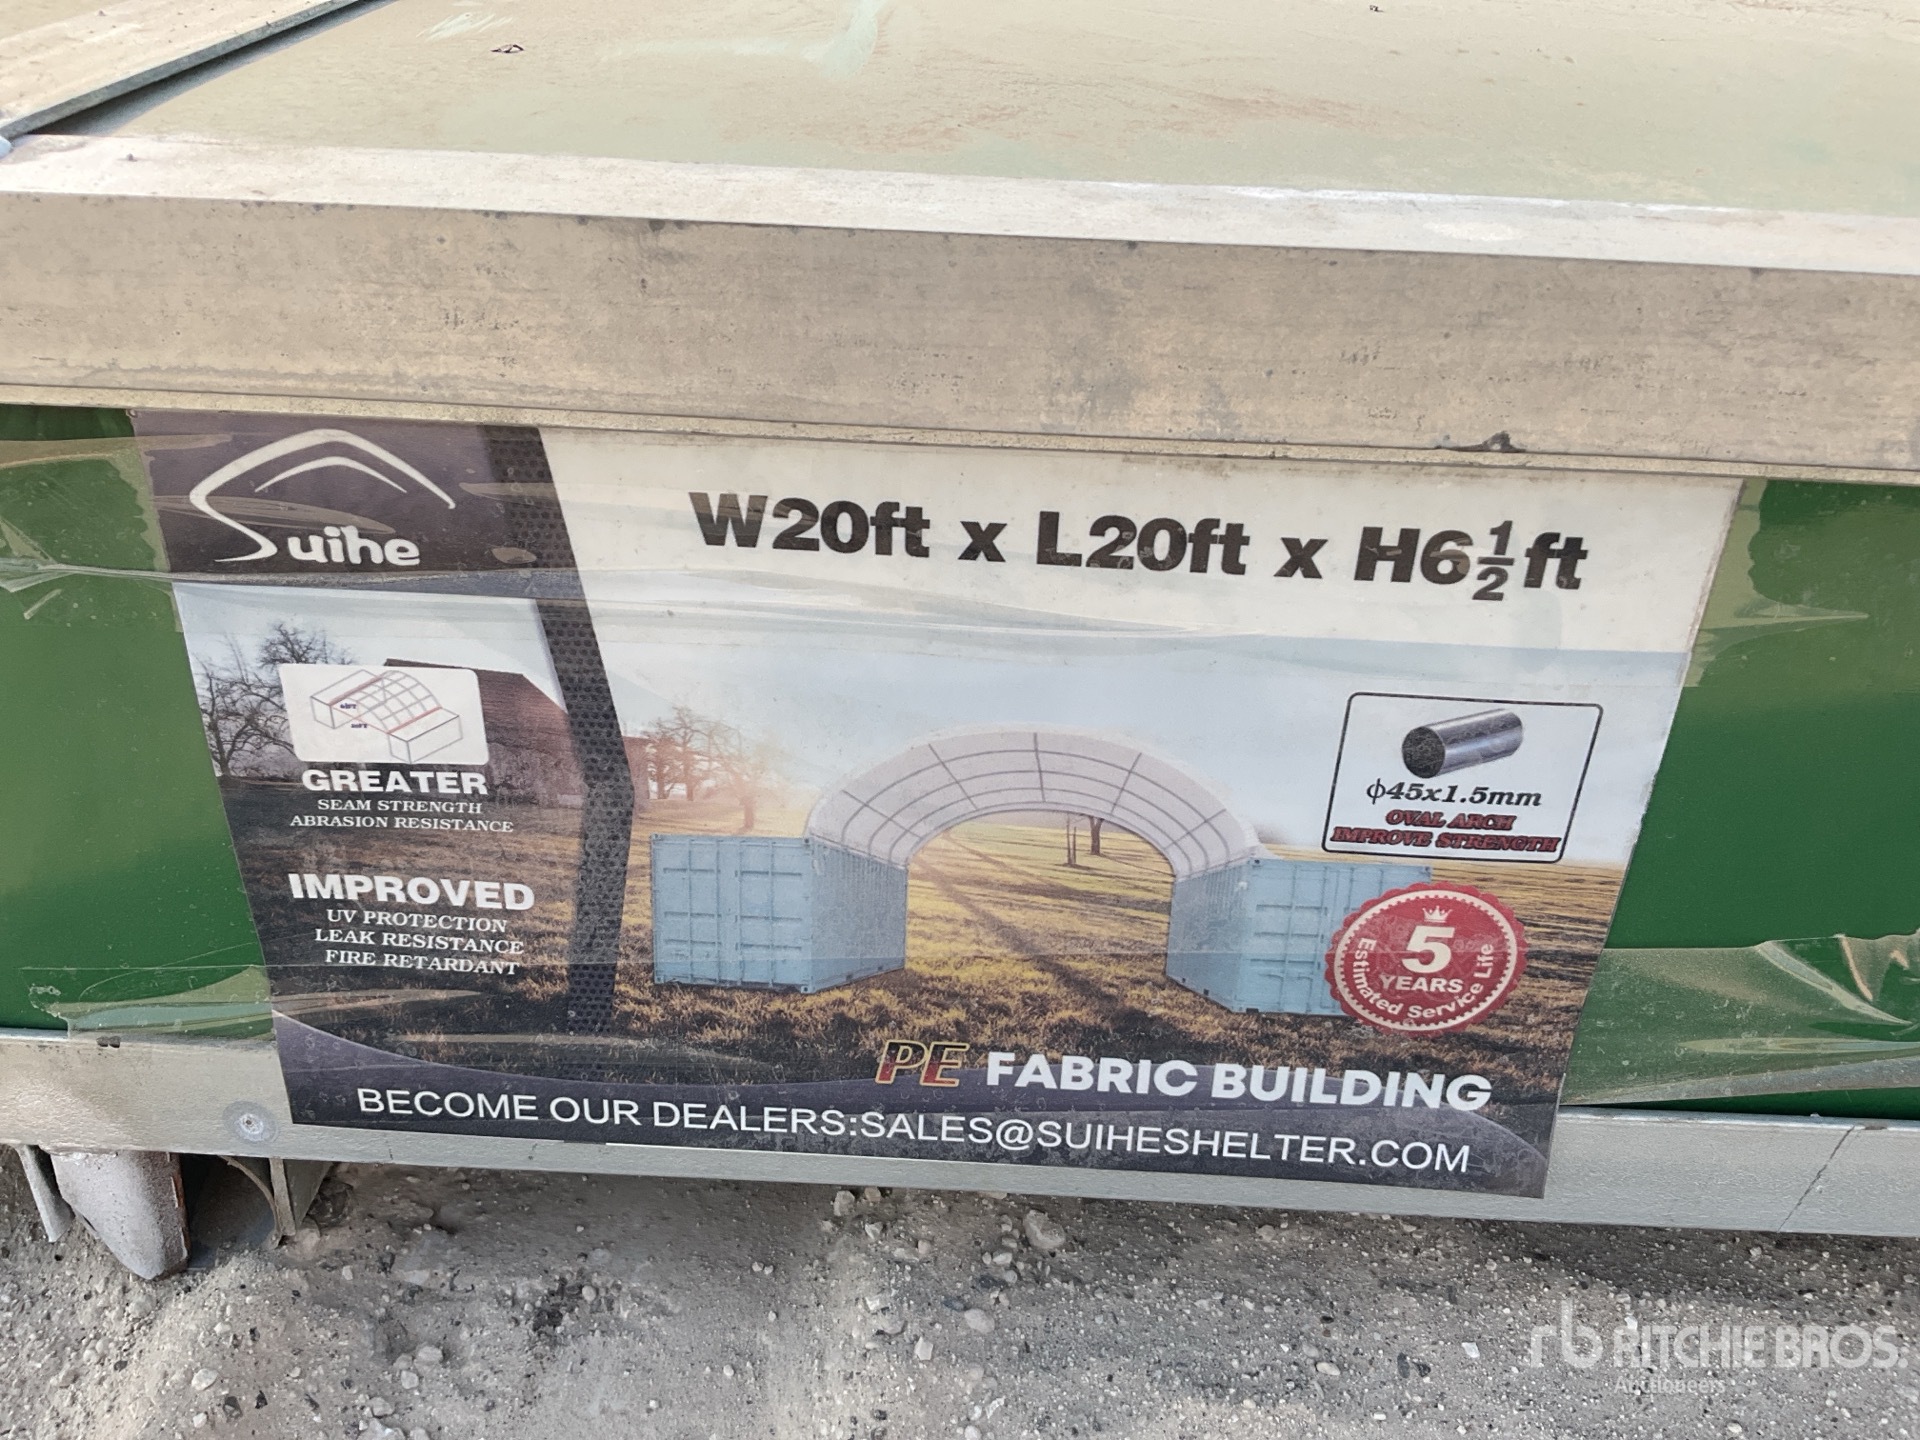 Suihe
W20ft x L20ft x H6½ft
GREATER
SEAM STRENGTH
ABRASION RESISTANCE
IMPROVED
UV PROTECTION
LEAK RESISTANCE
FIRE RETARDANT
ϕ45x1.5mm
OVAL ARCH
IMPROVE STRENGTH
5
YEARS
Estimated Service Life
PE FABRIC BUILDING
BECOME OUR DEALERS:SALES@SUIHESHELTER.COM
rb RITCHIE BROS.
Auctioneers